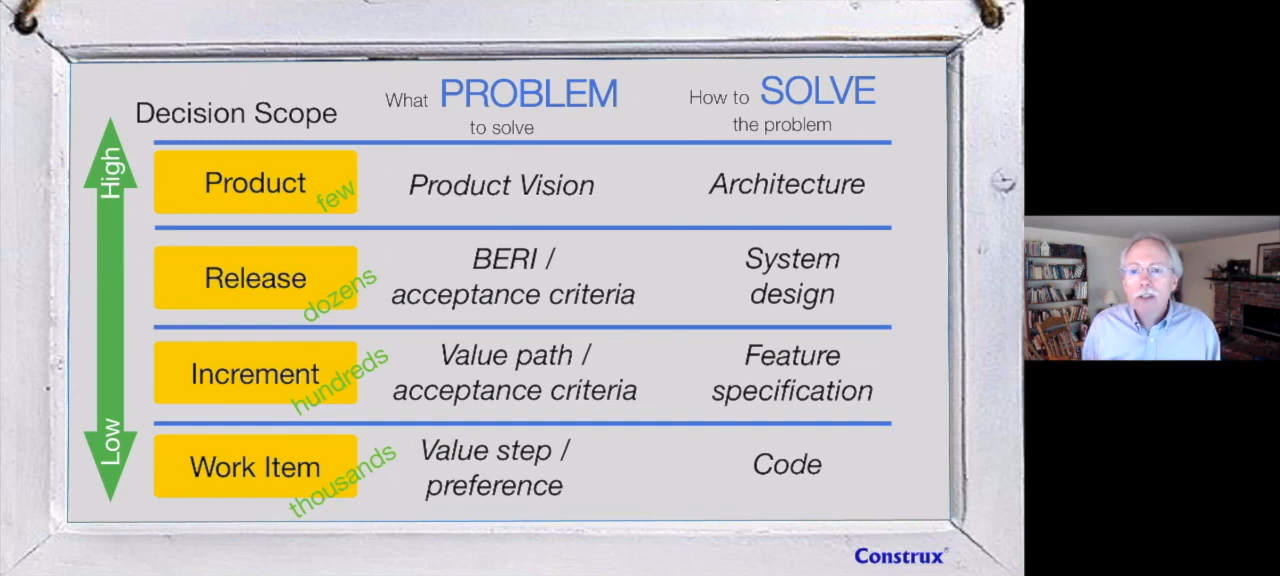 Decision Scope
What PROBLEM
to solve
How to SOLVE
the problem
High
Product
few
Product Vision
Architecture
Release
dozens
BERI /
acceptance criteria
System
design
Increment
hundreds
Value path /
acceptance criteria
Feature
specification
Low
Work Item
thousands
Value step /
preference
Code
Construx®